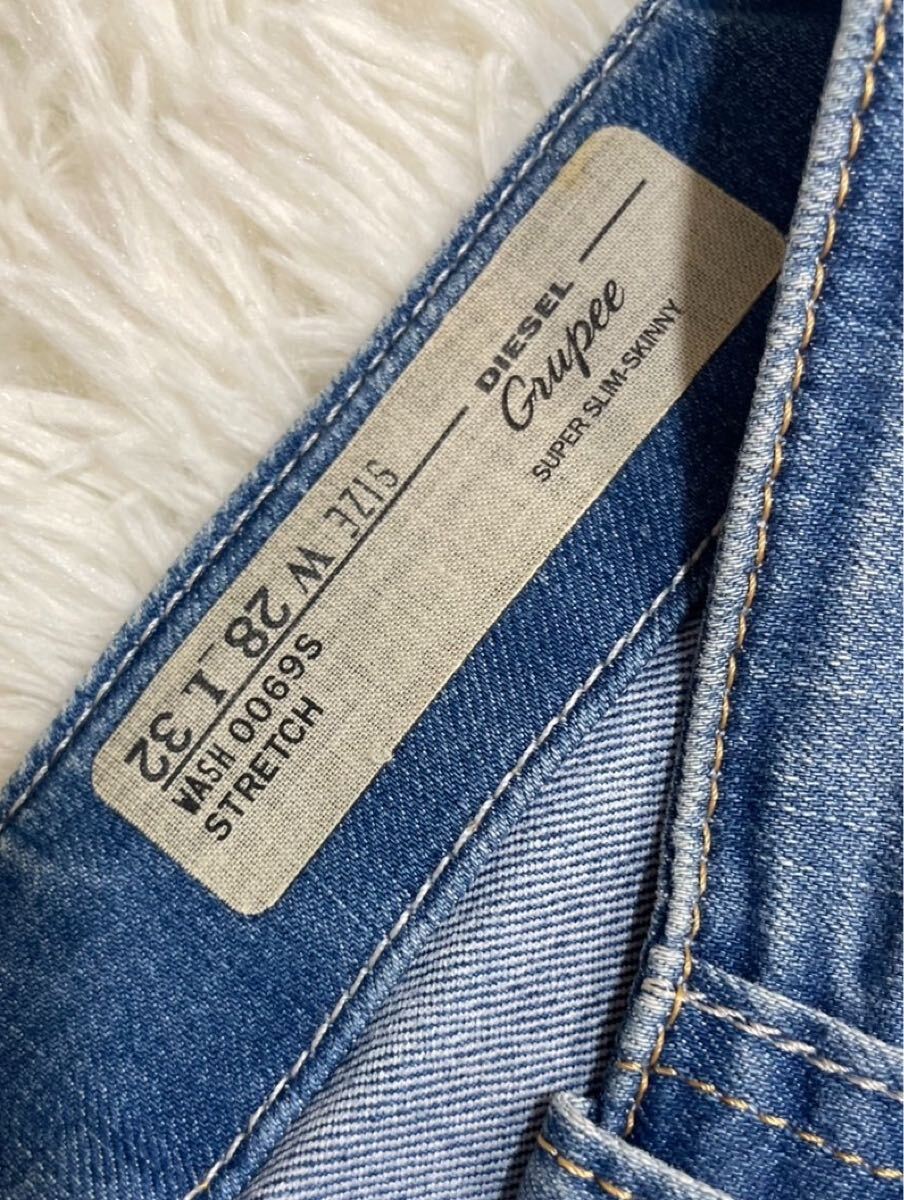 DIESEL
Grupee
SUPER SLIM-SKINNY
SIZE W 28 L 32
WASH 0069S
STRETCH